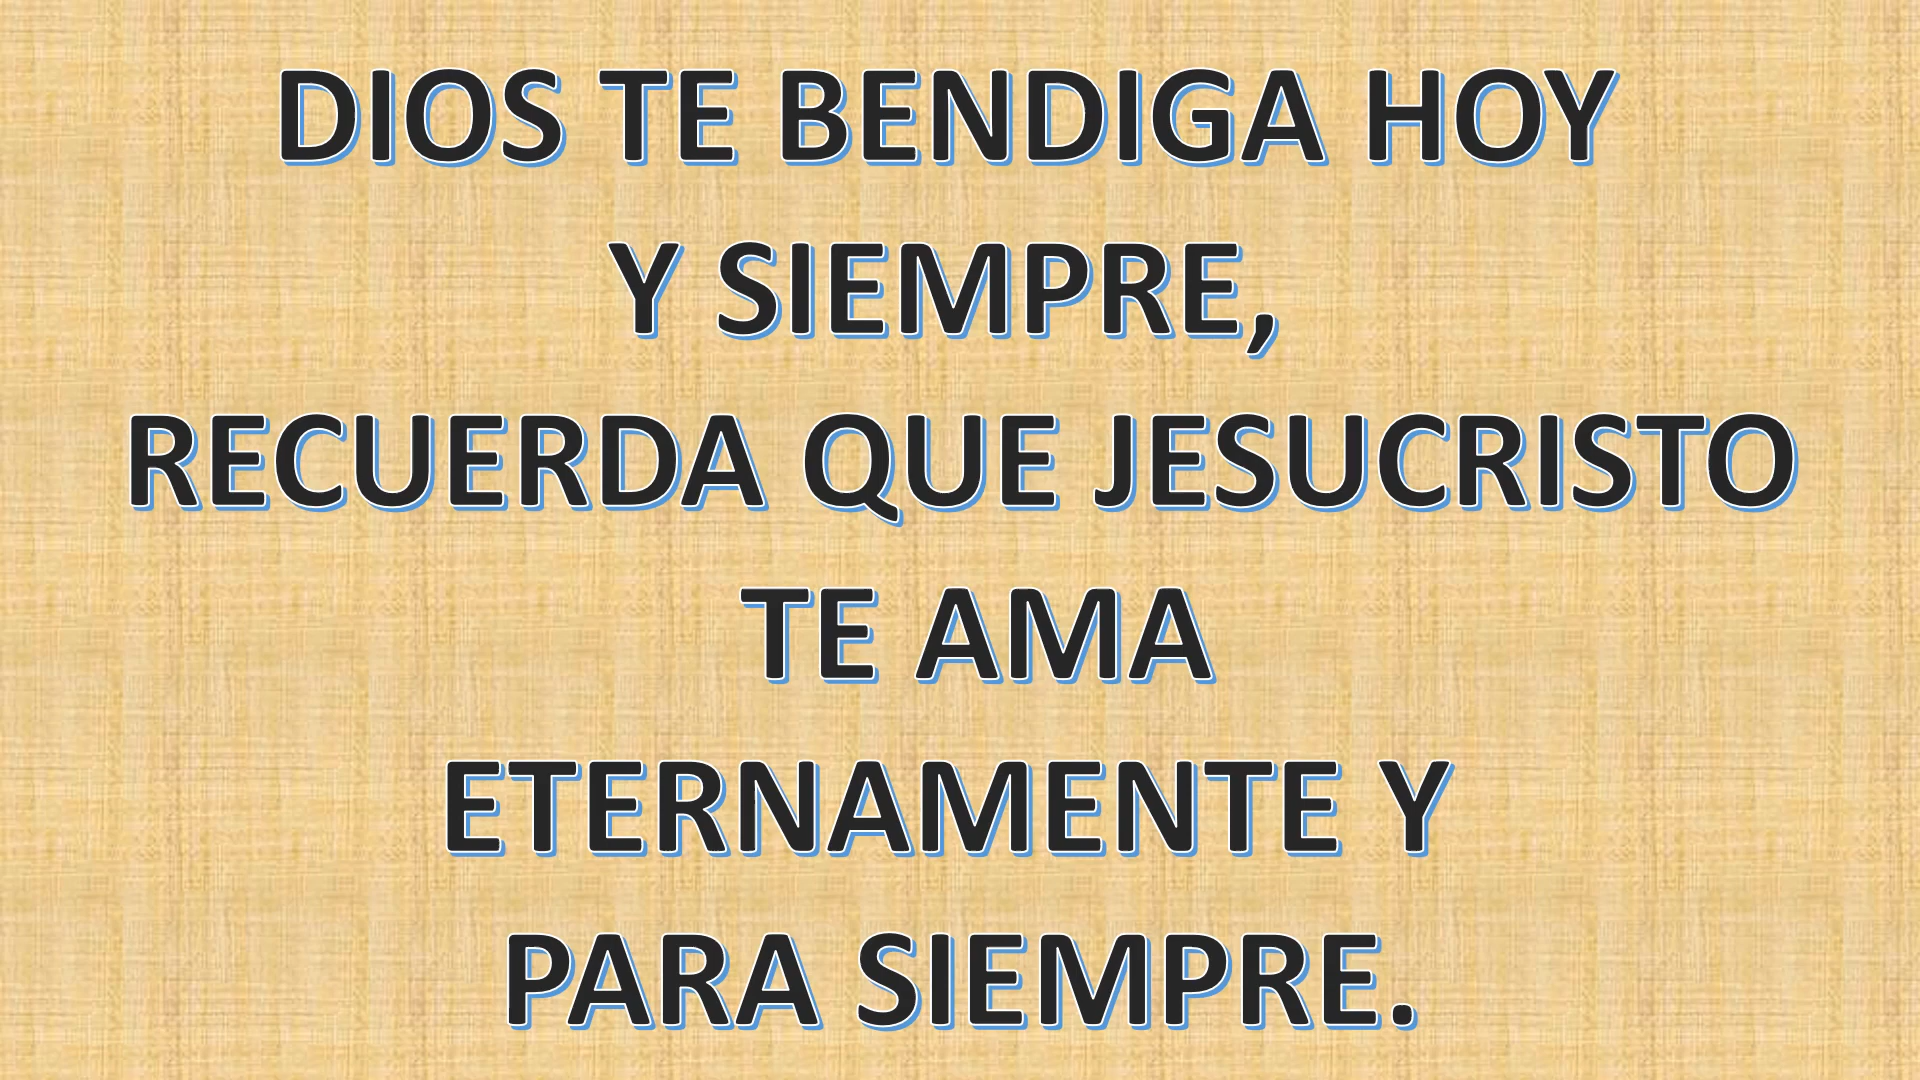 DIOS TE BENDIGA HOY
Y SIEMPRE,
RECUERDA QUE JESUCRISTO
TE AMA
ETERNAMENTE Y
PARA SIEMPRE.